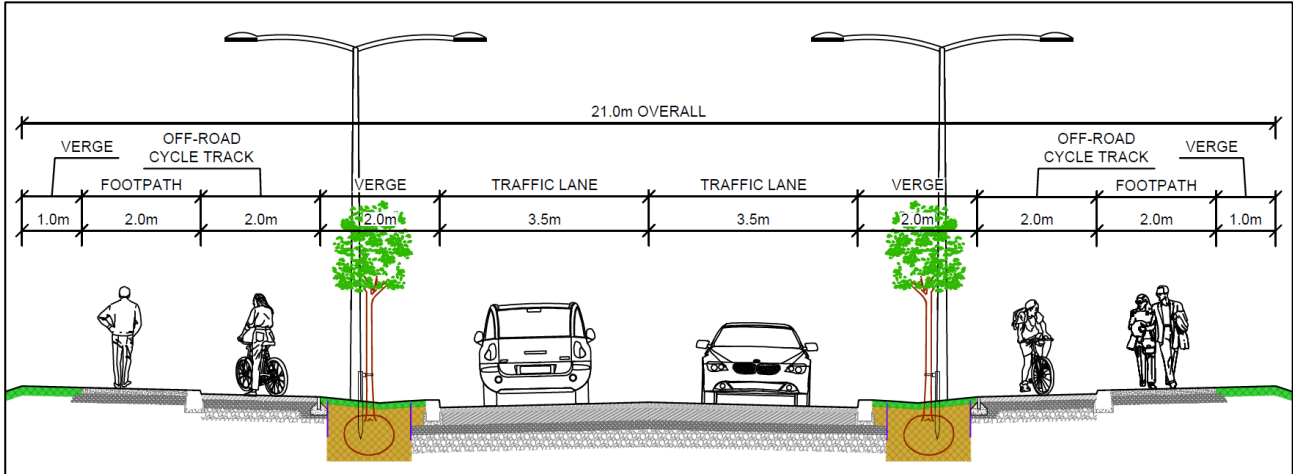 21.0m OVERALL
VERGE
OFF-ROAD
CYCLE TRACK
OFF-ROAD
CYCLE TRACK
VERGE
FOOTPATH
VERGE
TRAFFIC LANE
TRAFFIC LANE
VERGE
FOOTPATH
1.0m
2.0m
2.0m
2.0m
3.5m
3.5m
2.0m
2.0m
2.0m
1.0m